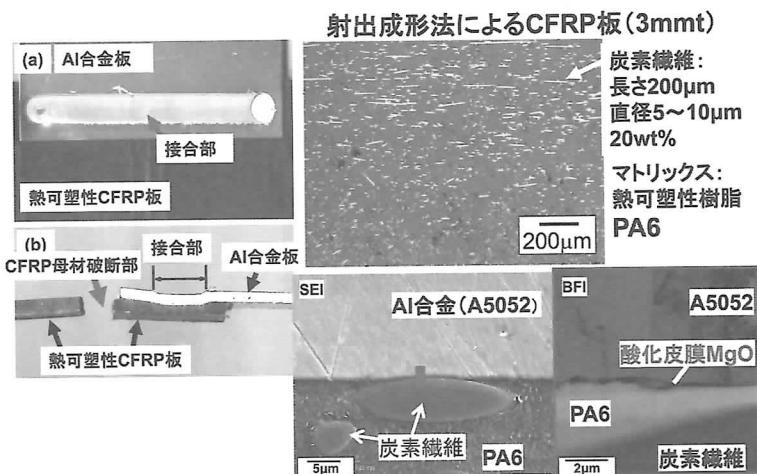 射出成形法によるCFRP板(3mmt)
(a)
Al合金板
接合部
熱可塑性CFRP板
炭素繊維:
長さ200μm
直径5~10μm
20wt%
マトリックス:
熱可塑性樹脂
PA6
200μm
(b)
接合部
CFRP母材破断部
Al合金板
熱可塑性CFRP板
SEI
Al合金(A5052)
炭素繊維
PA6
5μm
BFI
A5052
酸化皮膜MgO
PA6
炭素繊維
2μm